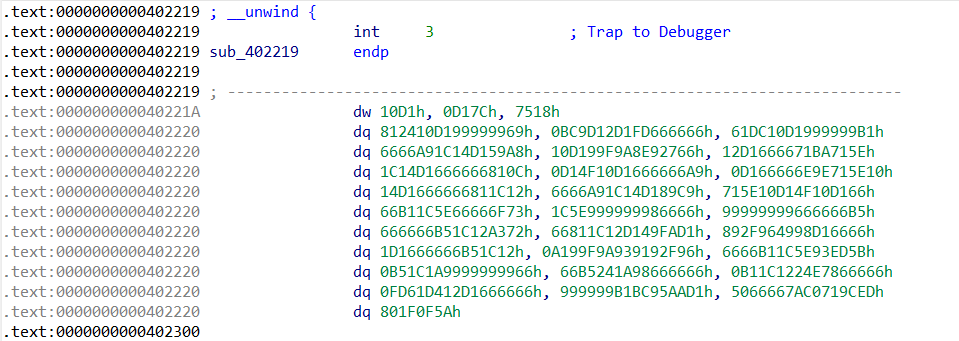 .text:0000000000402219 ; __unwind {
.text:0000000000402219 int 3 ; Trap to Debugger
.text:0000000000402219 sub_402219 endp
.text:0000000000402219
.text:0000000000402219 ; ---------------------------------------------------------------------------
.text:000000000040221A dw 10D1h, 0D17Ch, 7518h
.text:0000000000402220 dq 812410D199999969h, 0BC9D12D1FD666666h, 61DC10D1999999B1h
.text:0000000000402220 dq 6666A91C14D159A8h, 10D199F9A8E92766h, 12D1666671BA715Eh
.text:0000000000402220 dq 1C14D1666666810Ch, 0D14F10D1666666A9h, 0D166666E9E715E10h
.text:0000000000402220 dq 14D1666666811C12h, 6666A91C14D189C9h, 715E10D14F10D166h
.text:0000000000402220 dq 66B11C5E66666F73h, 1C5E999999986666h, 99999999666666B5h
.text:0000000000402220 dq 666666B51C12A372h, 66811C12D149FAD1h, 892F964998D16666h
.text:0000000000402220 dq 1D1666666B51C12h, 0A199F9A939192F96h, 6666B11C5E93ED5Bh
.text:0000000000402220 dq 0B51C1A9999999966h, 66B5241A98666666h, 0B11C1224E7866666h
.text:0000000000402220 dq 0FD61D412D1666666h, 999999B1BC95AAD1h, 5066667AC0719CEDh
.text:0000000000402220 dq 801F0F5Ah
.text:0000000000402300